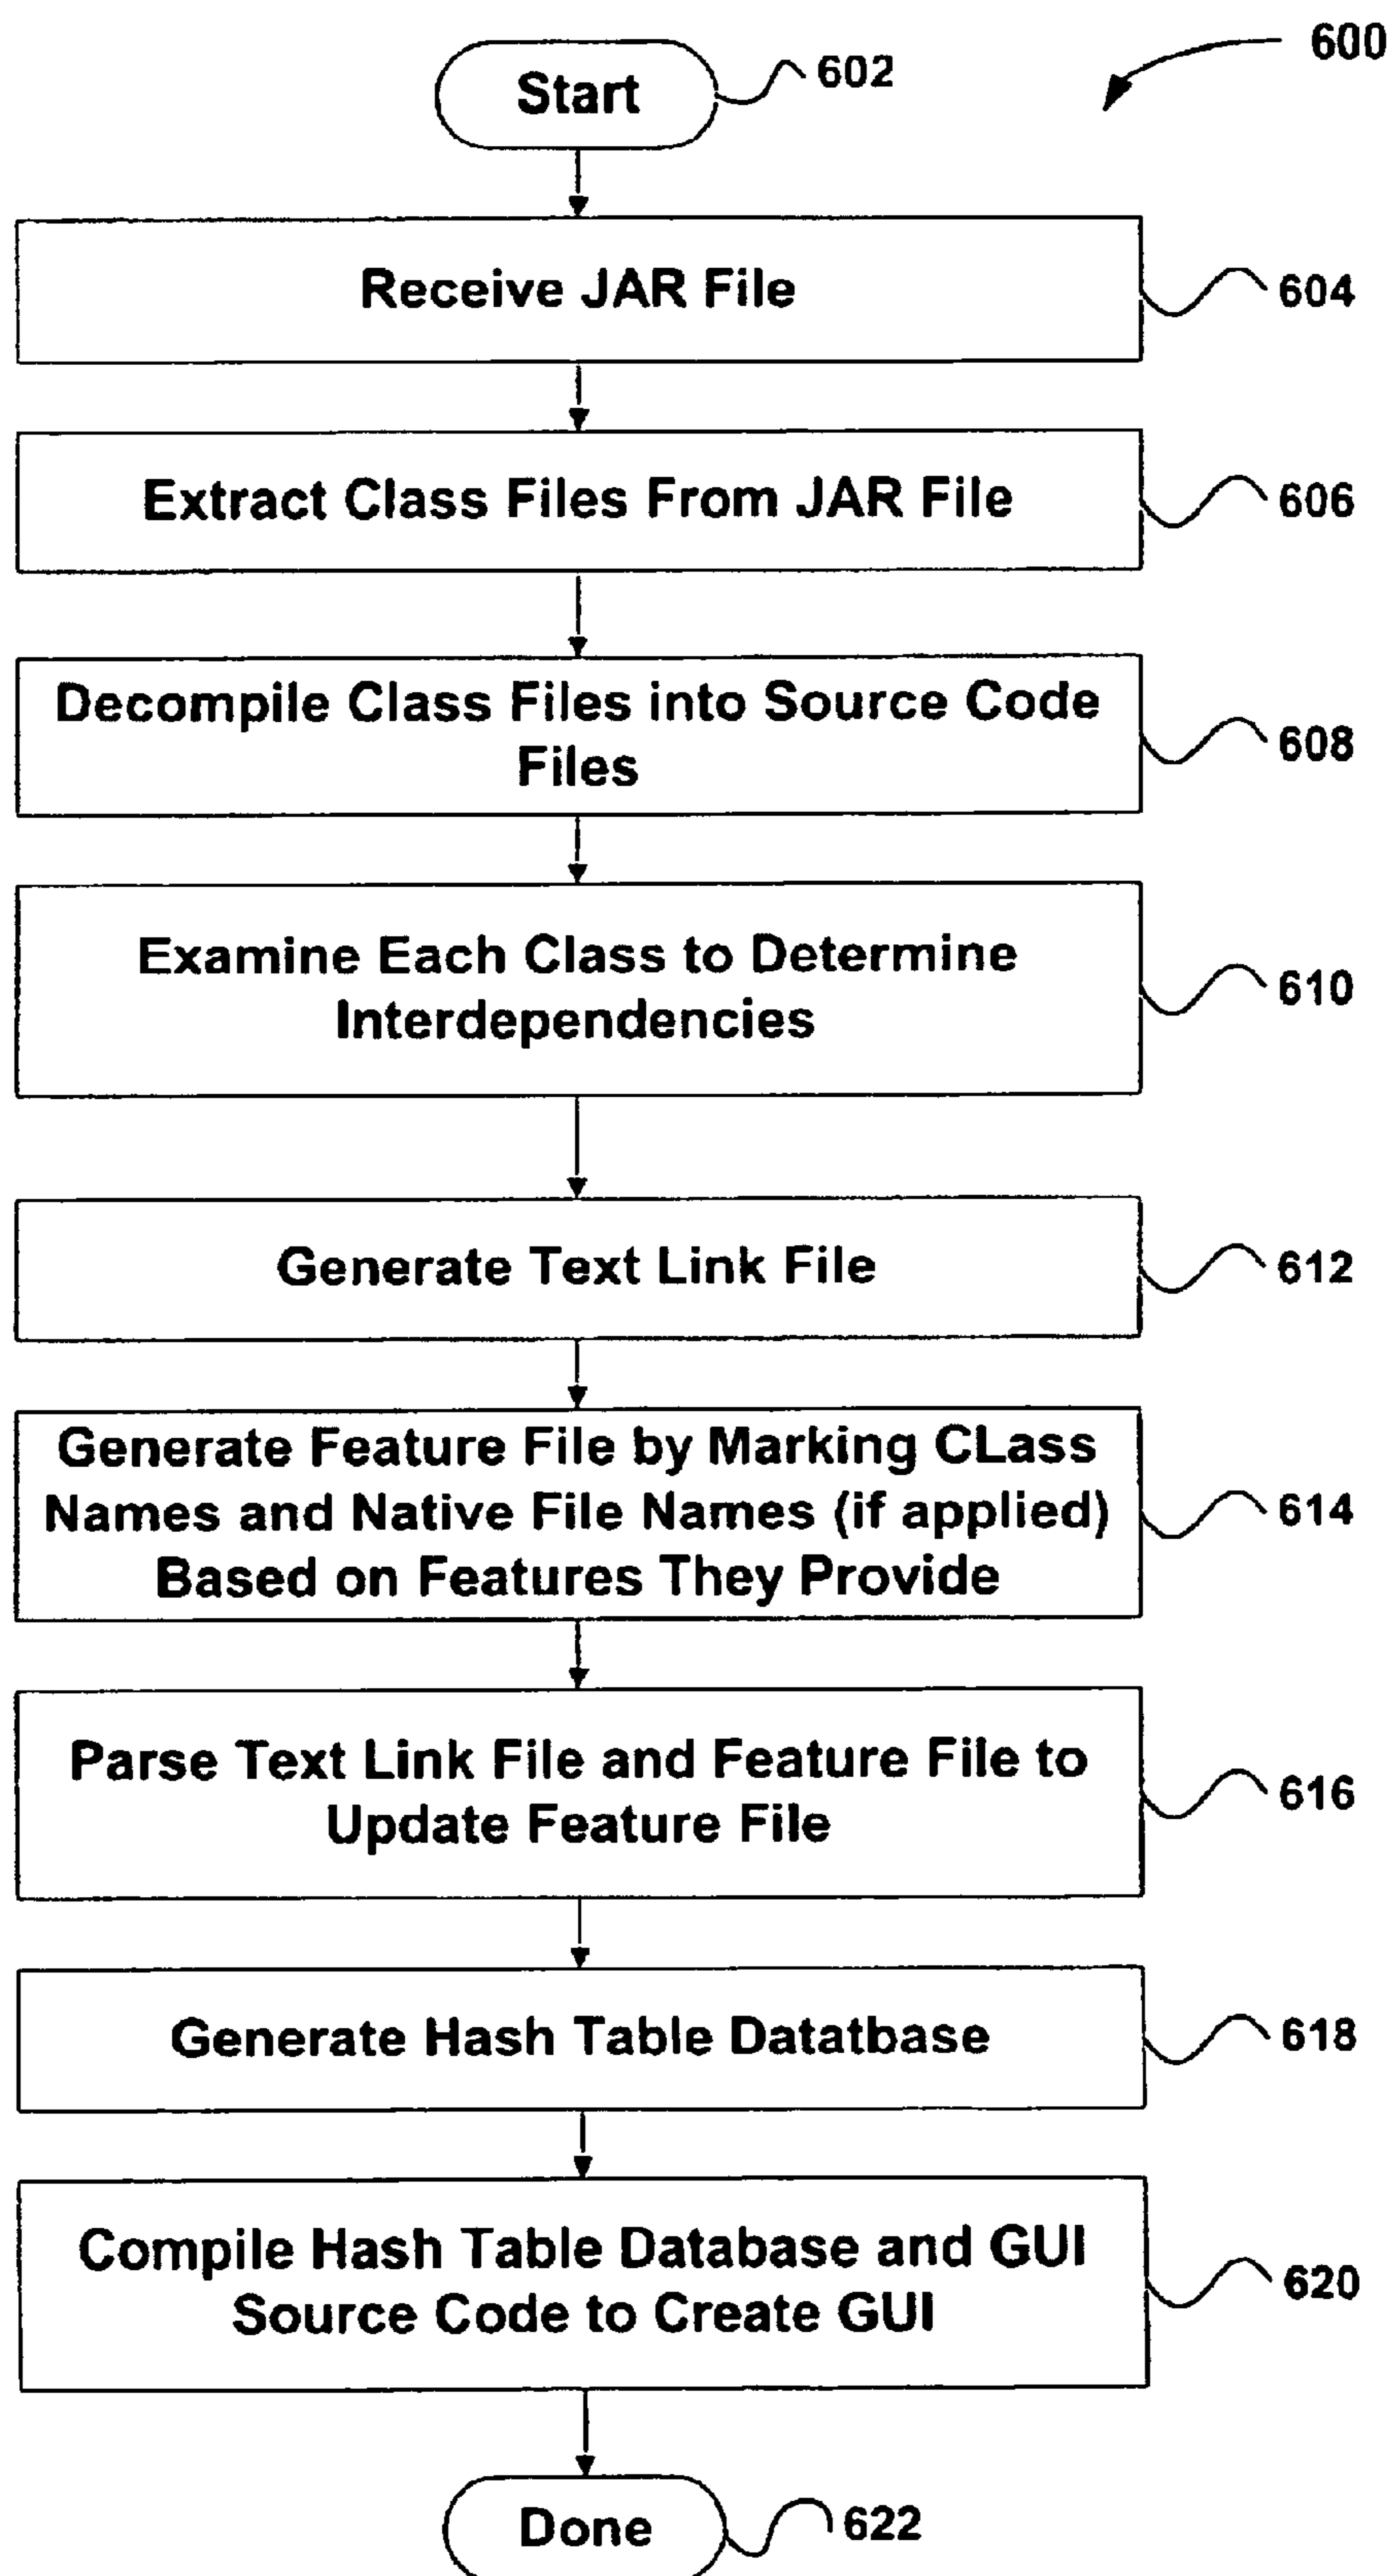 600
Start
602
Receive JAR File
604
Extract Class Files From JAR File
606
Decompile Class Files into Source Code
Files
608
Examine Each Class to Determine
Interdependencies
610
Generate Text Link File
612
Generate Feature File by Marking CLass
Names and Native File Names (if applied)
Based on Features They Provide
614
Parse Text Link File and Feature File to
Update Feature File
616
Generate Hash Table Datatbase
618
Compile Hash Table Database and GUI
Source Code to Create GUI
620
Done
622